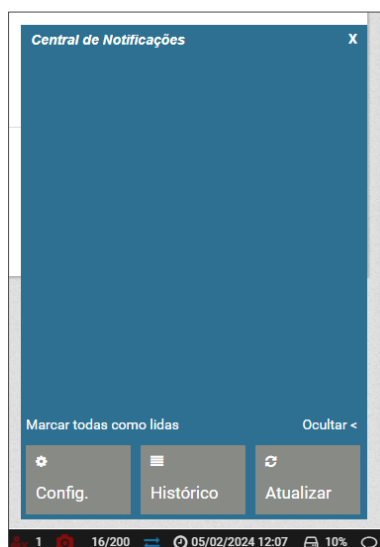 Central de Notificações X
Marcar todas como lidas Ocultar <
Config. Histórico Atualizar
1 16/200 05/02/2024 12:07 10%